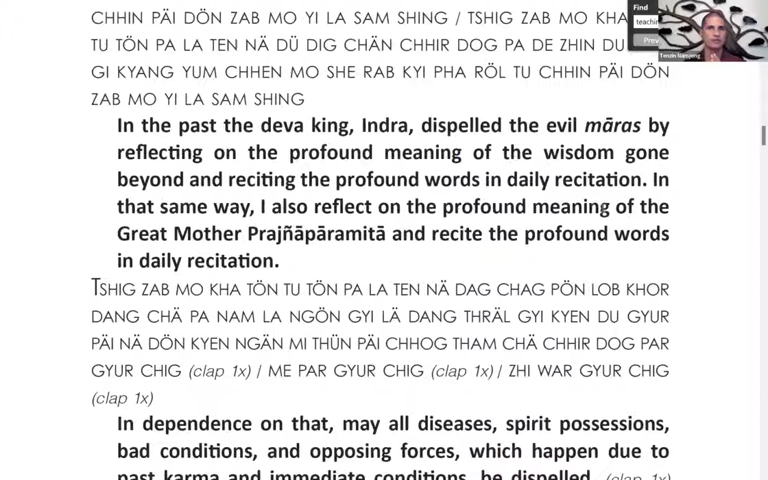 CHHIN PÄI DÖN ZAB MO YI LA SAM SHING / TSHIG ZAB MO KHA
TU TÖN PA LA TEN NÄ DÜ DIG CHÄN CHHIR DOG PA DE ZHIN DU
GI KYANG YUM CHHEN MO SHE RAB KYI PHA RÖL TU CHHIN PÄI DÖN
ZAB MO YI LA SAM SHING
In the past the deva king, Indra, dispelled the evil māras by
reflecting on the profound meaning of the wisdom gone
beyond and reciting the profound words in daily recitation. In
that same way, I also reflect on the profound meaning of the
Great Mother Prajñāpāramitā and recite the profound words
in daily recitation.
TSHIG ZAB MO KHA TÖN TU TÖN PA LA TEN NÄ DAG CHAG PÖN LOB KHOR
DANG CHÄ PA NAM LA NGÖN GYI LÄ DANG THRÄL GYI KYEN DU GYUR
PÄI NÄ DÖN KYEN NGÄN MI THÜN PÄI CHHOG THAM CHÄ CHHIR DOG PAR
GYUR CHIG (clap 1x) / ME PAR GYUR CHIG (clap 1x) / ZHI WAR GYUR CHIG
(clap 1x)
In dependence on that, may all diseases, spirit possessions,
bad conditions, and opposing forces, which happen due to
past karma and immediate conditions, be dispelled. (clap 1x)
Find
teachin
Prev
Tenzin Namjong